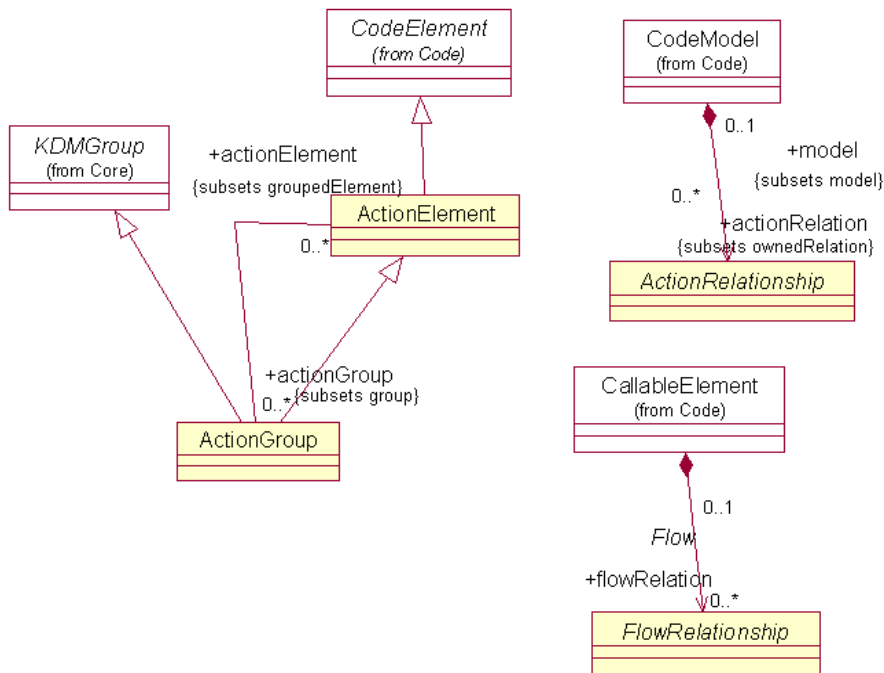 CodeElement
(from Code)
CodeModel
(from Code)
KDMGroup
(from Core)
+actionElement
{subsets groupedElement}
0..1
+model
{subsets model}
ActionElement
0..*
0..*
+actionRelation
{subsets ownedRelation}
ActionRelationship
+actionGroup
{subsets group}
0..*
ActionGroup
CallableElement
(from Code)
0..1
Flow
+flowRelation
0..*
FlowRelationship